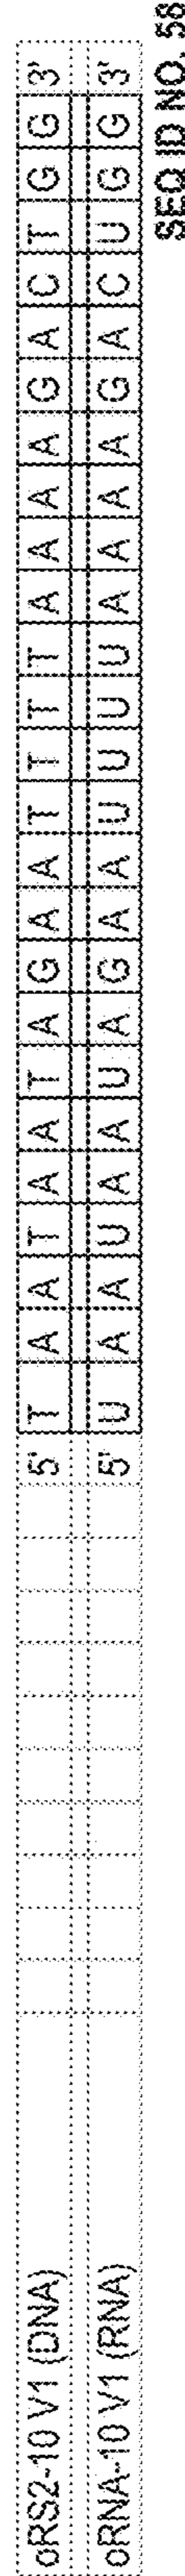 oRS2-10 V1 (DNA) 5' T A A T A A T A G A A T T T T A A A A G A C T G G 3'
oRNA-10 V1 (RNA) 5' U A A U A A U A G A A U U U U A A A A G A C U G G 3'
SEQ ID NO. 58